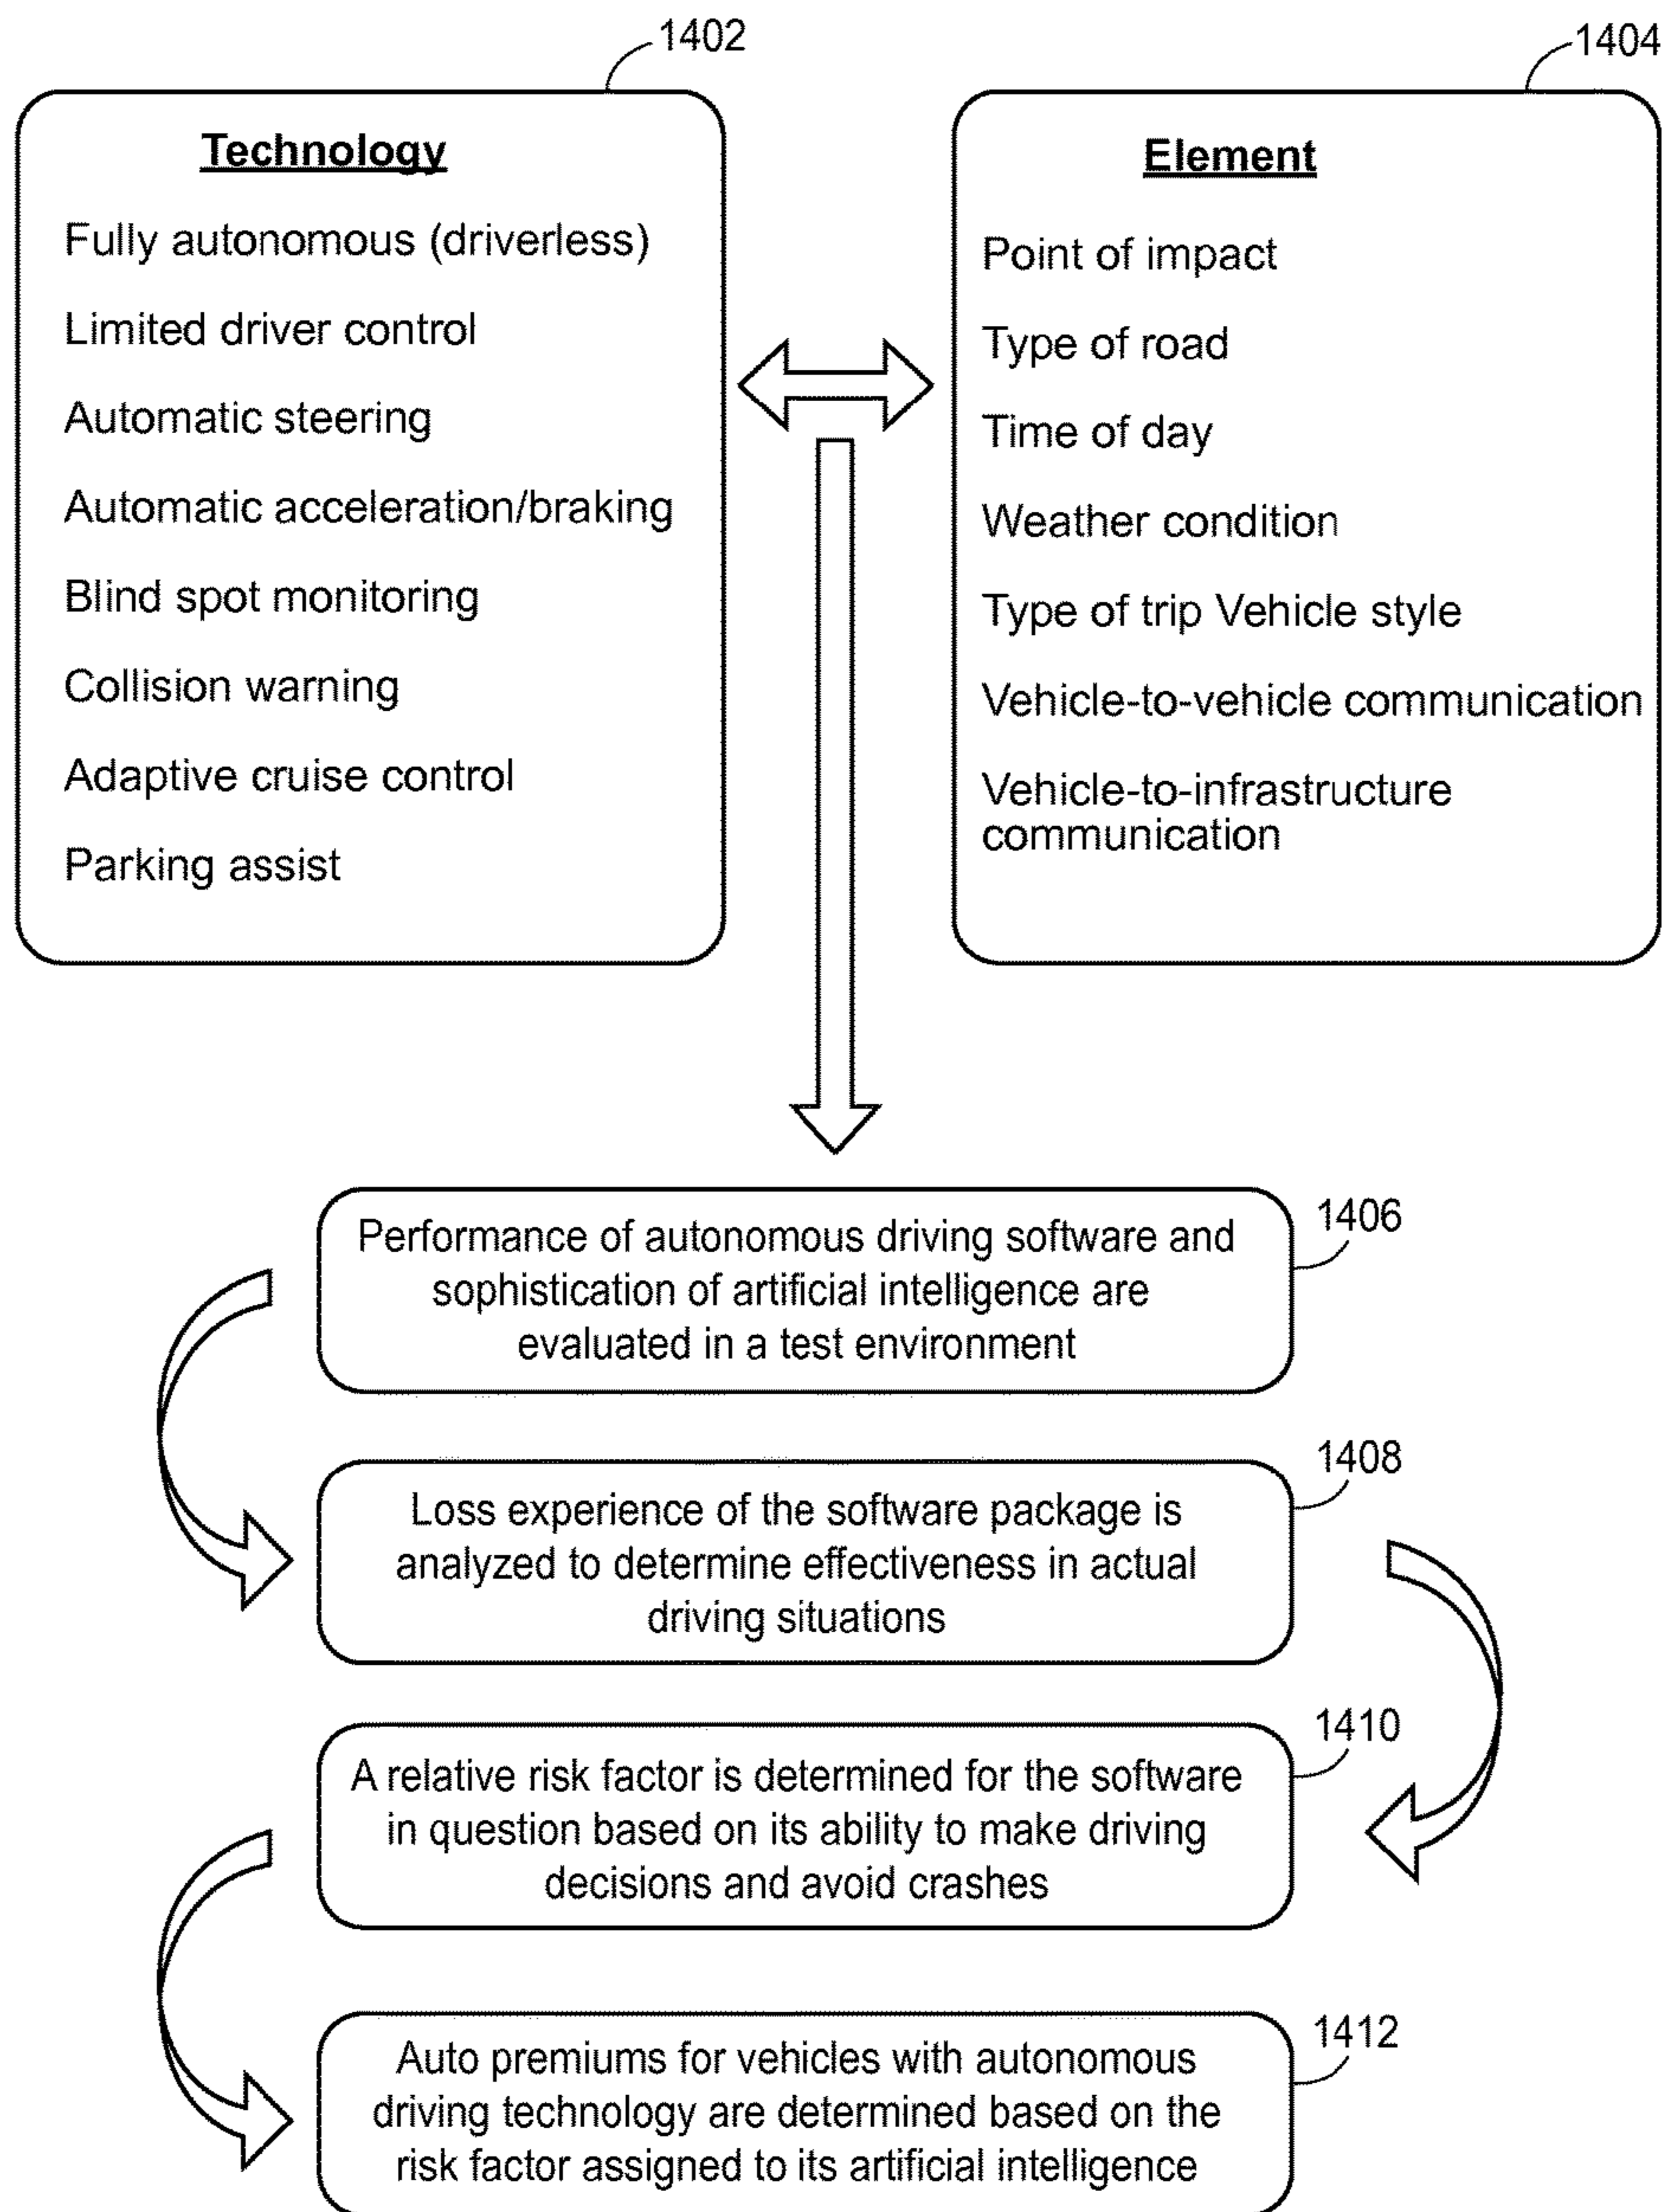 1402
1404
Technology
Fully autonomous (driverless)
Limited driver control
Automatic steering
Automatic acceleration/braking
Blind spot monitoring
Collision warning
Adaptive cruise control
Parking assist
Element
Point of impact
Type of road
Time of day
Weather condition
Type of trip Vehicle style
Vehicle-to-vehicle communication
Vehicle-to-infrastructure
communication
1406
Performance of autonomous driving software and
sophistication of artificial intelligence are
evaluated in a test environment
1408
Loss experience of the software package is
analyzed to determine effectiveness in actual
driving situations
1410
A relative risk factor is determined for the software
in question based on its ability to make driving
decisions and avoid crashes
1412
Auto premiums for vehicles with autonomous
driving technology are determined based on the
risk factor assigned to its artificial intelligence